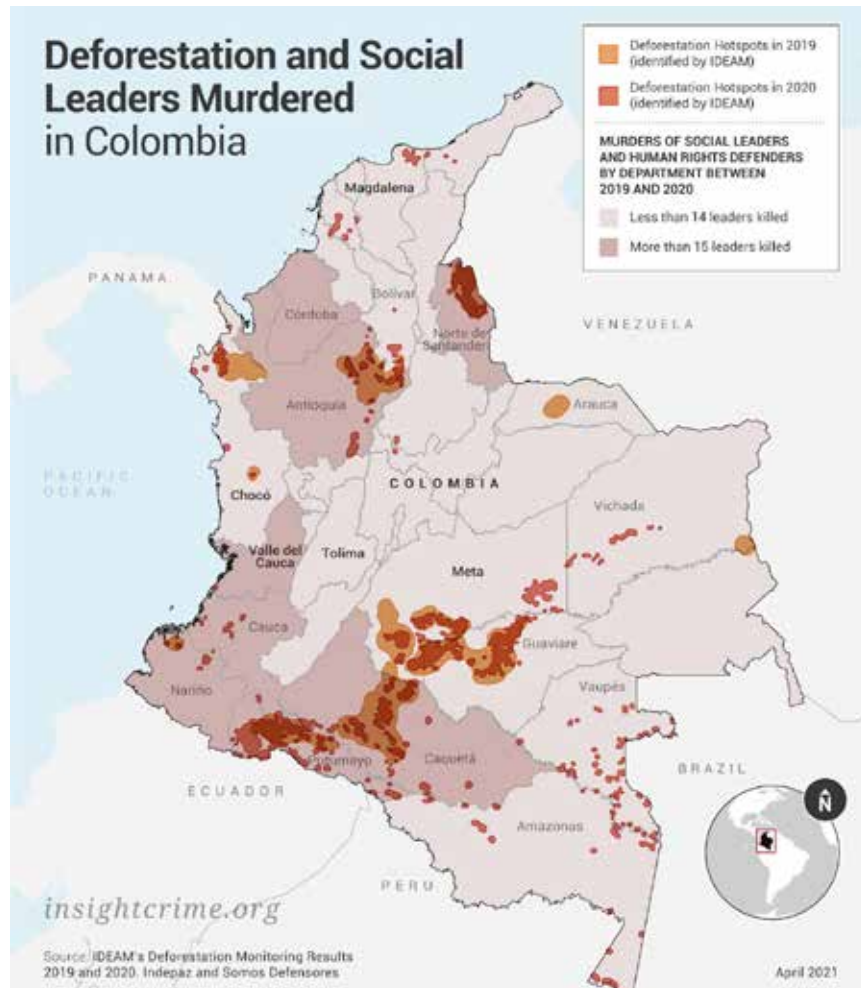 Deforestation and Social
Leaders Murdered
in Colombia
Deforestation Hotspots in 2019
(identified by IDEAM)
Deforestation Hotspots in 2020
(identified by IDEAM)
MURDERS OF SOCIAL LEADERS
AND HUMAN RIGHTS DEFENDERS
BY DEPARTMENT BETWEEN
2019 AND 2020
Less than 14 leaders killed
More than 15 leaders killed
Magdalena
PANAMA
Bolívar
Córdoba
VENEZUELA
Norte de
Santander
Antioquia
Arauca
PACIFIC
OCEAN
COLOMBIA
Chocó
Vichada
Valle del
Cauca
Tolima
Meta
Cauca
Guaviare
Nariño
Vaupés
Putumayo
Caquetá
BRAZIL
ECUADOR
N
Amazonas
PERU
insightcrime.org
Source: IDEAM's Deforestation Monitoring Results
2019 and 2020. Indepaz and Somos Defensores
April 2021